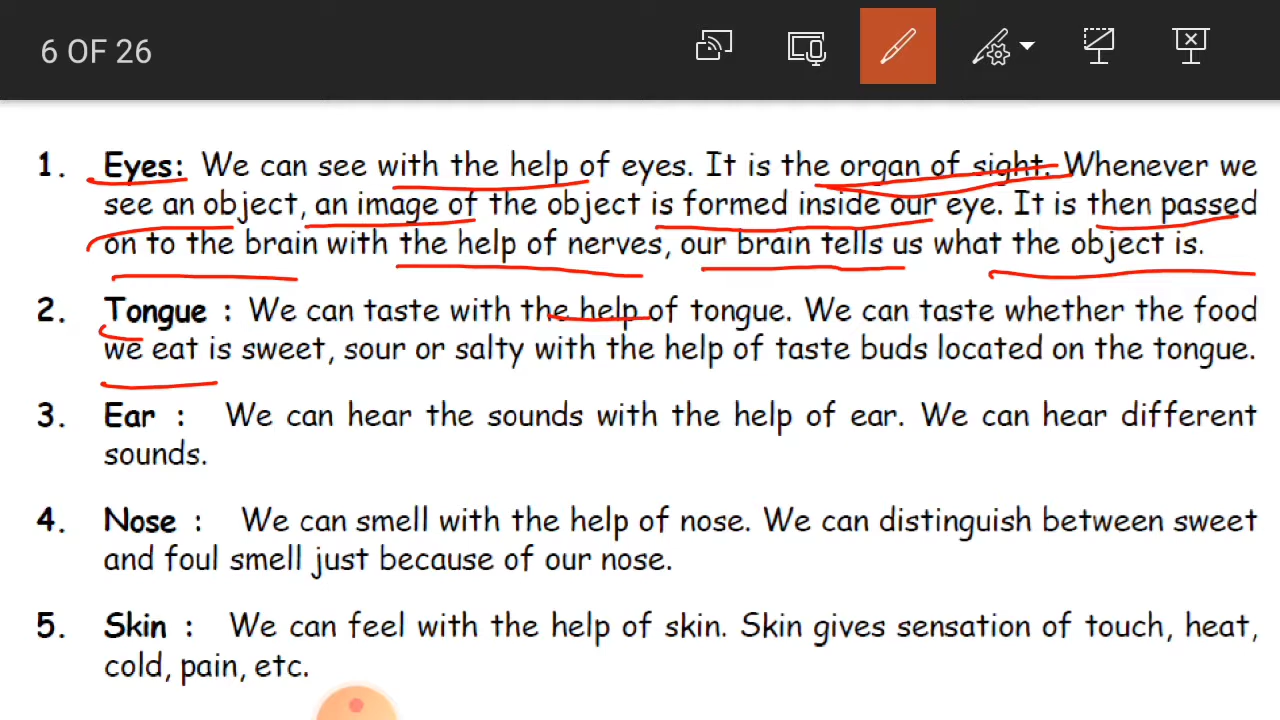 6 OF 26
1. Eyes: We can see with the help of eyes. It is the organ of sight. Whenever we
see an object, an image of the object is formed inside our eye. It is then passed
on to the brain with the help of nerves, our brain tells us what the object is.
2. Tongue : We can taste with the help of tongue. We can taste whether the food
we eat is sweet, sour or salty with the help of taste buds located on the tongue.
3. Ear : We can hear the sounds with the help of ear. We can hear different
sounds.
4. Nose : We can smell with the help of nose. We can distinguish between sweet
and foul smell just because of our nose.
5. Skin : We can feel with the help of skin. Skin gives sensation of touch, heat,
cold, pain, etc.